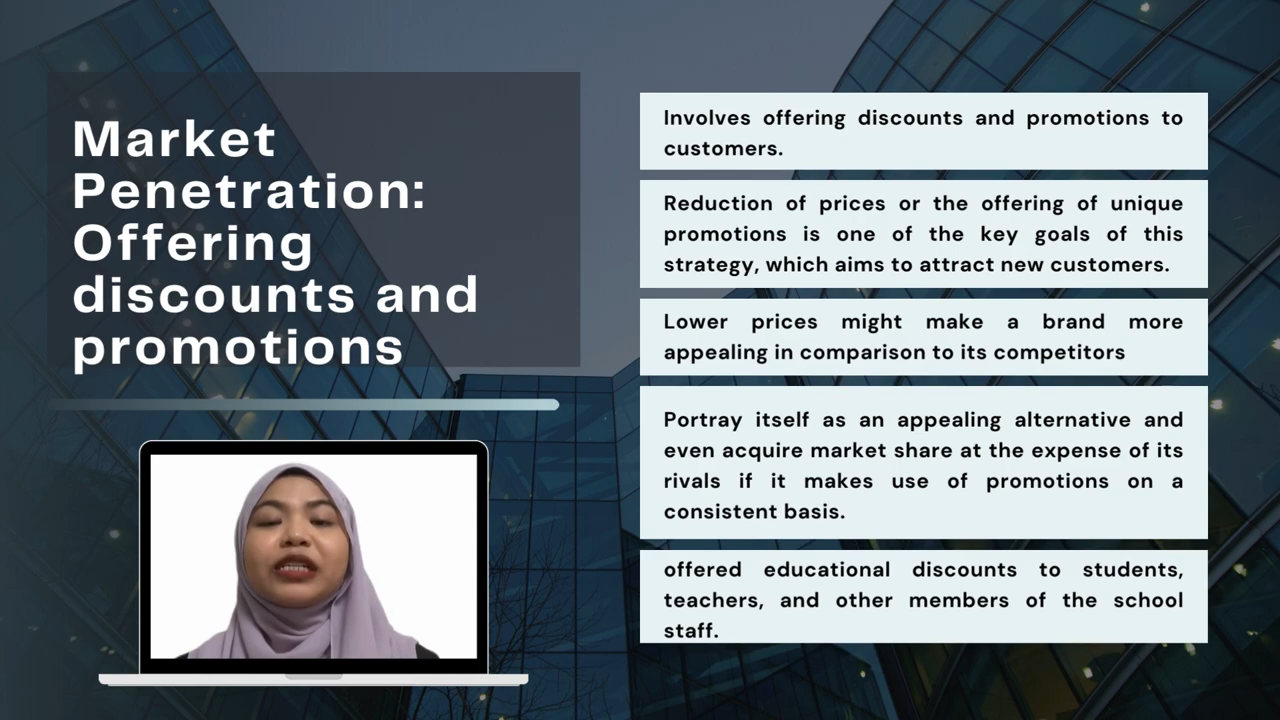 Market
Penetration:
Offering
discounts and
promotions
Involves offering discounts and promotions to
customers.
Reduction of prices or the offering of unique
promotions is one of the key goals of this
strategy, which aims to attract new customers.
Lower prices might make a brand more
appealing in comparison to its competitors
Portray itself as an appealing alternative and
even acquire market share at the expense of its
rivals if it makes use of promotions on a
consistent basis.
offered educational discounts to students,
teachers, and other members of the school
staff.